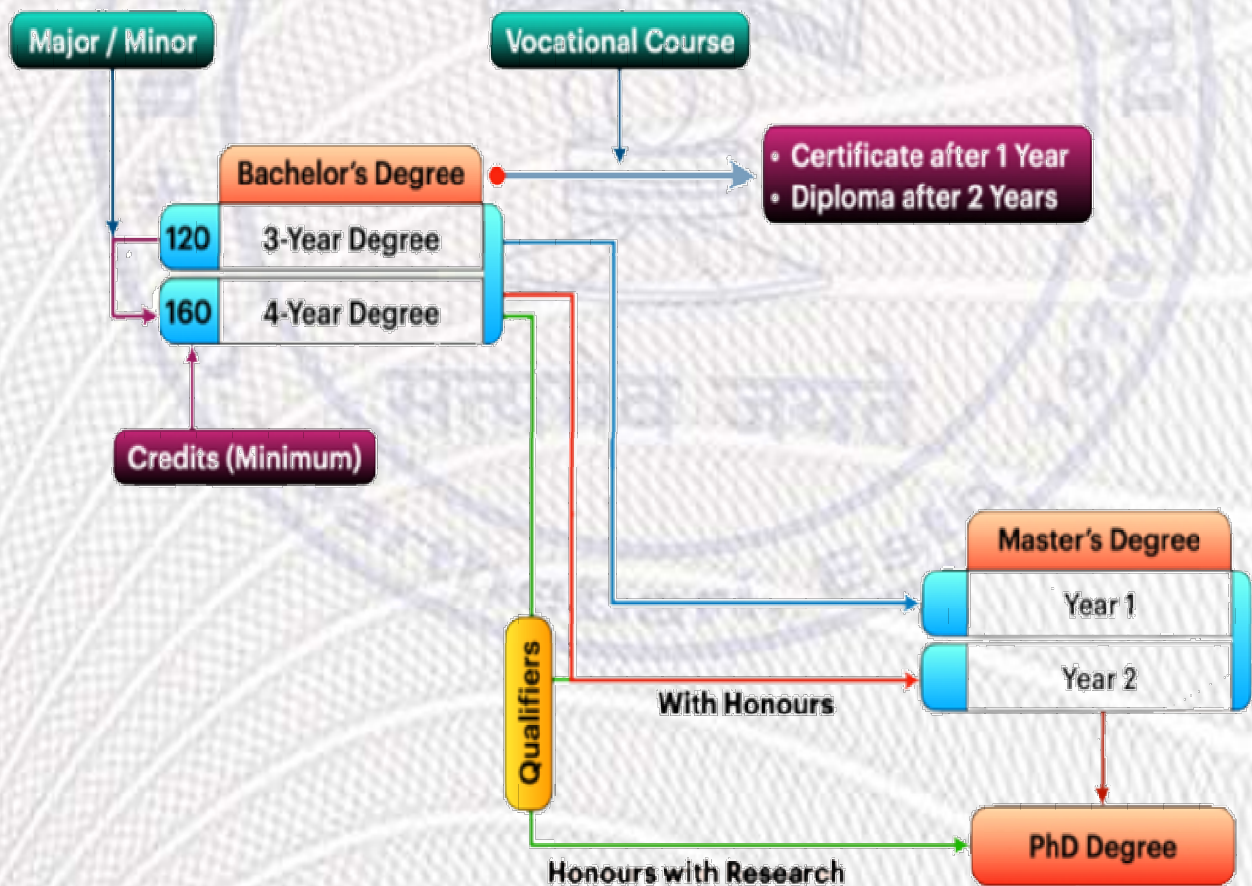 Major / Minor
Vocational Course
Bachelor's Degree
• Certificate after 1 Year
• Diploma after 2 Years
120 3-Year Degree
160 4-Year Degree
Credits (Minimum)
Master's Degree
Year 1
Year 2
Qualifiers
With Honours
PhD Degree
Honours with Research